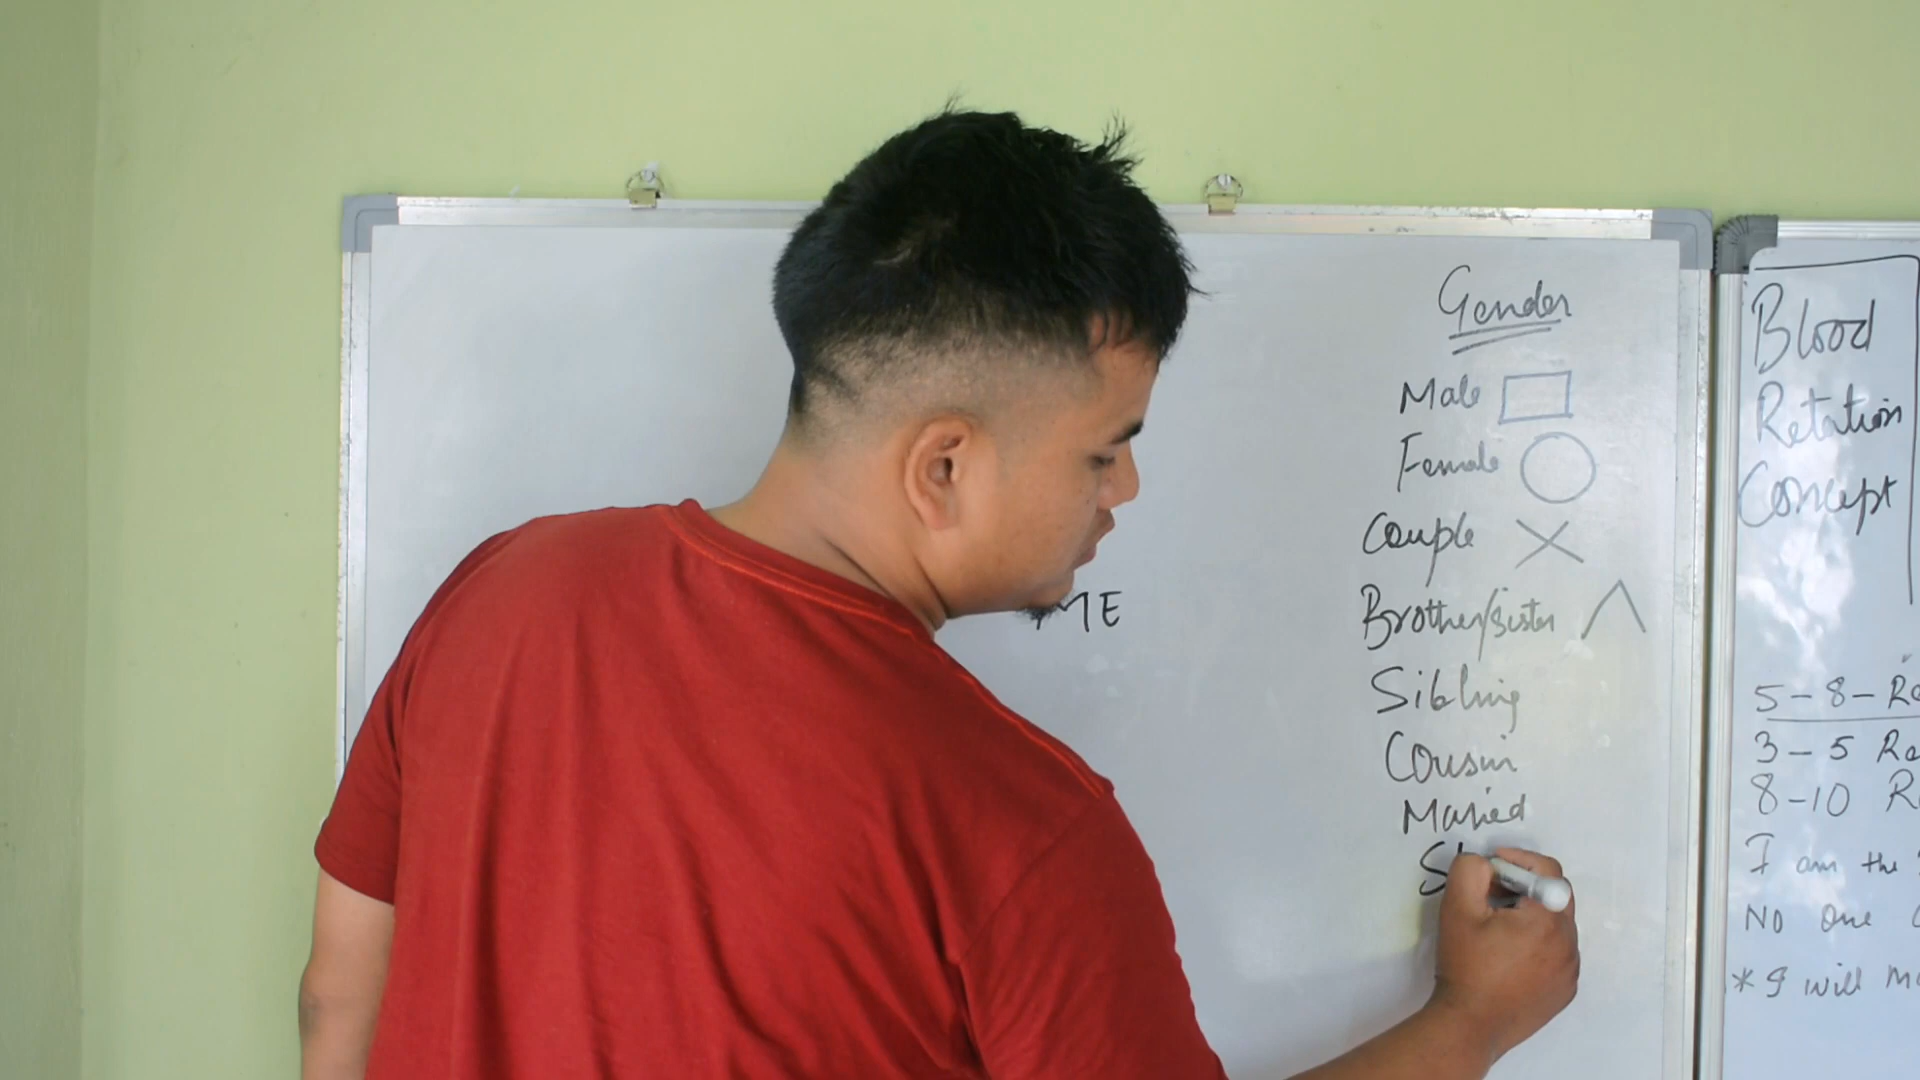 Gender
Male
Female
Couple
Brother/Sister
Sibling
Cousin
Married
ME
Blood
Relation
Concept
5-8-
3-5
8-10
I am the
NO one
* I will